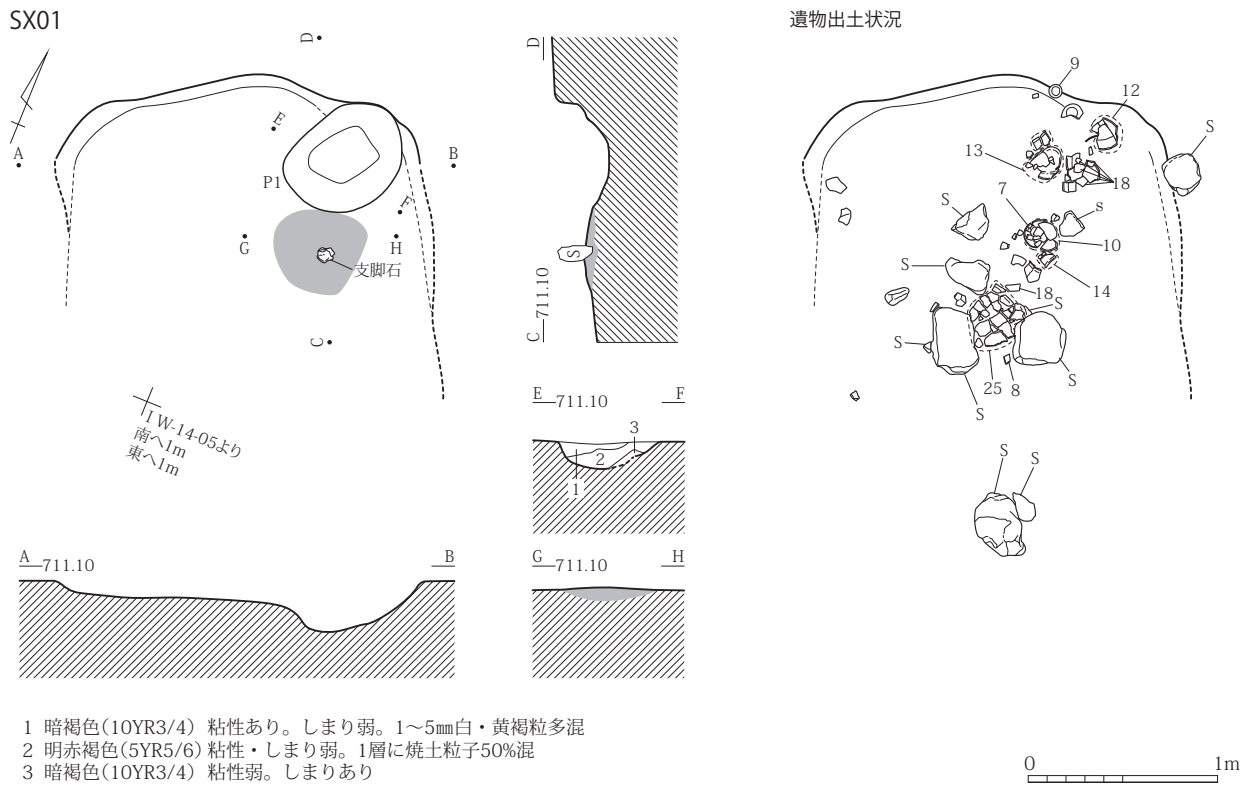 SX01
D
A
E
B
P1
F
G
H
支脚石
C
ⅠW-14-05より
南へ1m
東へ1m
D
S
C 711.10
E 711.10 F
3
2
1
A 711.10 B
G 711.10 H
遺物出土状況
9
12
S
13
18
7
S
s
10
S
14
18
S
S
25
8
S
S
S
S
1 暗褐色(10YR3/4) 粘性あり。しまり弱。1〜5㎜白・黄褐粒多混
2 明赤褐色(5YR5/6) 粘性・しまり弱。1層に焼土粒子50%混
3 暗褐色(10YR3/4) 粘性弱。しまりあり
0 1m